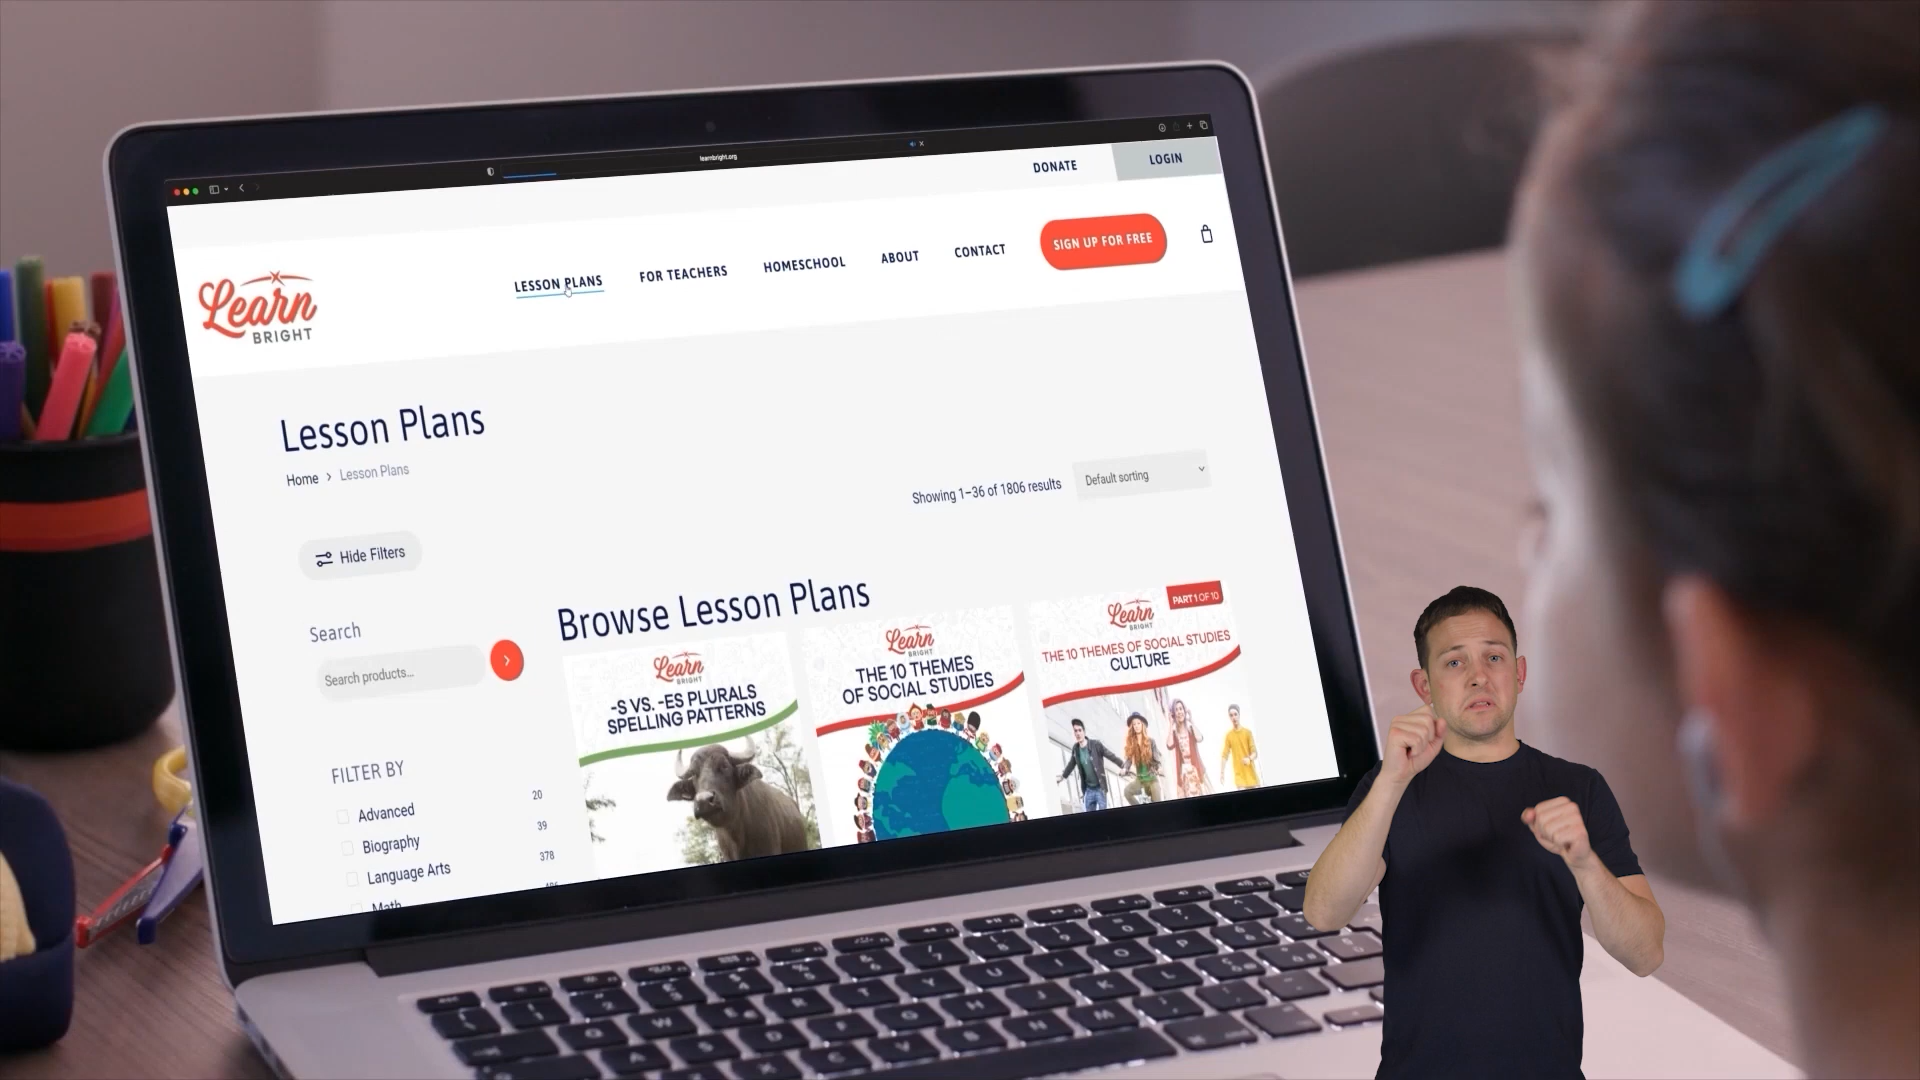 learnbright.org
DONATE
LOGIN
Learn
BRIGHT
LESSON PLANS
FOR TEACHERS
HOMESCHOOL
ABOUT
CONTACT
SIGN UP FOR FREE
Lesson Plans
Home > Lesson Plans
Showing 1–36 of 1806 results
Default sorting
Hide Filters
Search
Search products...
Browse Lesson Plans
FILTER BY
Advanced 20
Biography 39
Language Arts 378
Math
Learn
BRIGHT
-S VS. -ES PLURALS
SPELLING PATTERNS
Learn
BRIGHT
THE 10 THEMES
OF SOCIAL STUDIES
Learn
BRIGHT
PART 1 OF 10
THE 10 THEMES OF SOCIAL STUDIES
CULTURE